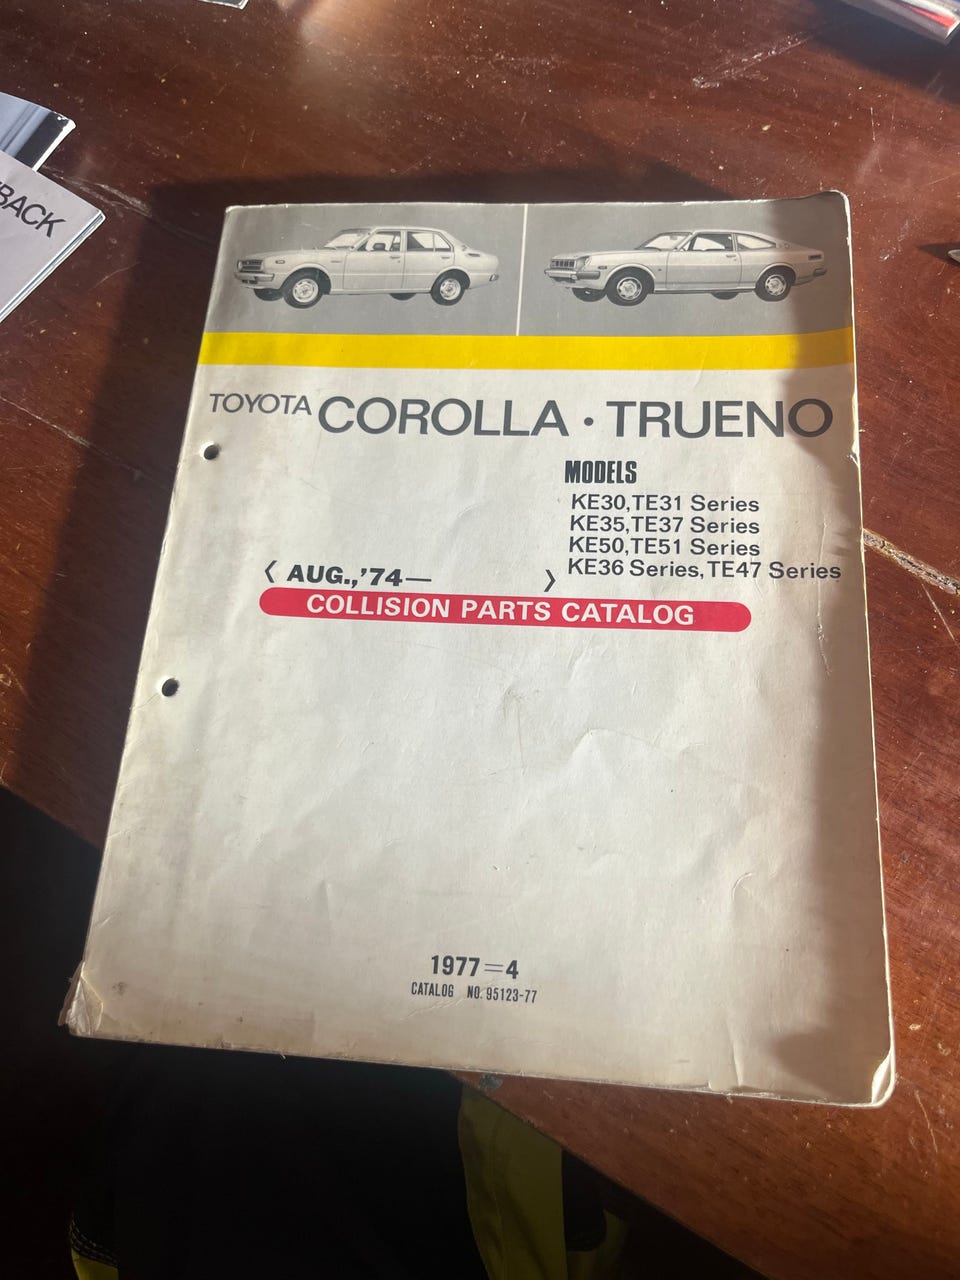 BACK
TOYOTA COROLLA • TRUENO
MODELS
KE30,TE31 Series
KE35,TE37 Series
KE50,TE51 Series
KE36 Series,TE47 Series
〈 AUG.,'74— 〉
COLLISION PARTS CATALOG
1977=4
CATALOG NO. 95123-77